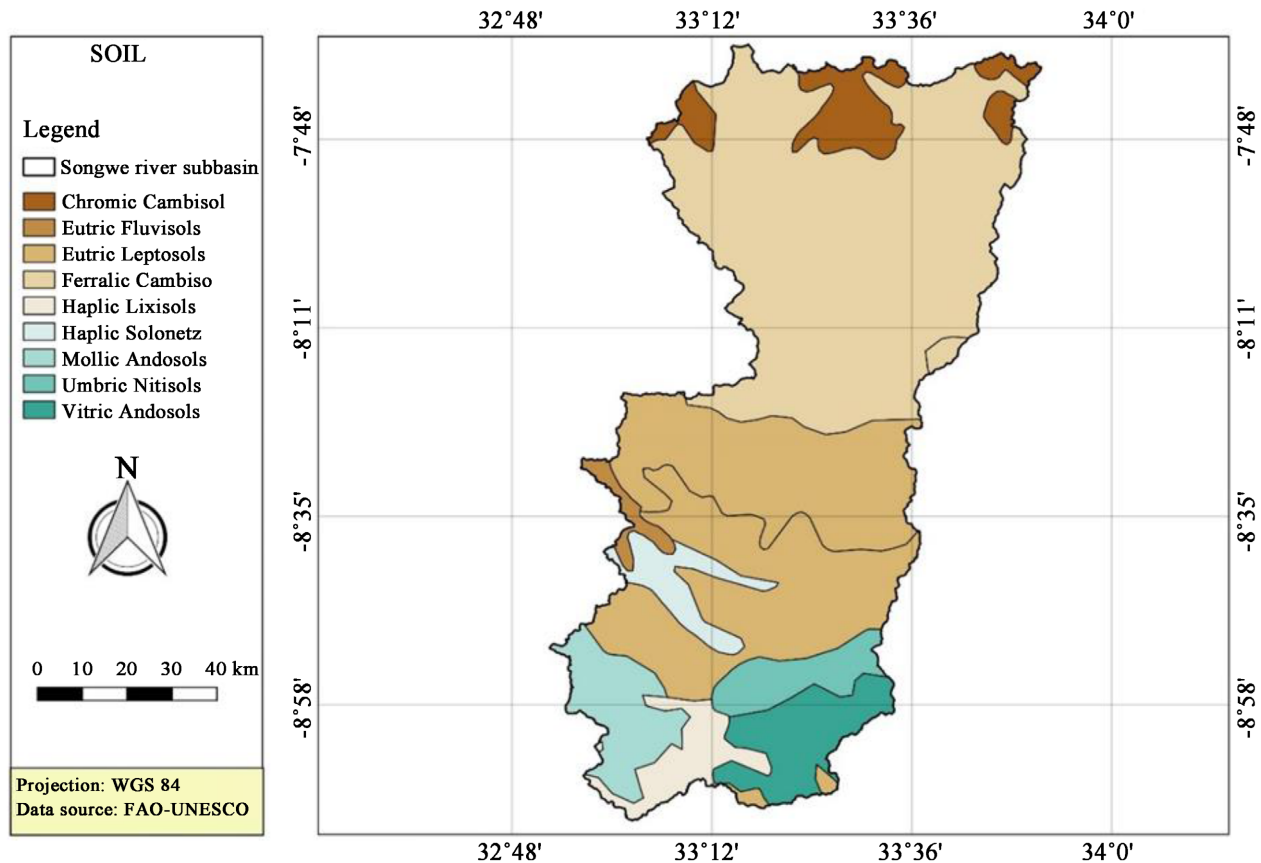 32°48'
33°12'
33°36'
34°0'
SOIL
Legend
Songwe river subbasin
Chromic Cambisol
Eutric Fluvisols
Eutric Leptosols
Ferralic Cambiso
Haplic Lixisols
Haplic Solonetz
Mollic Andosols
Umbric Nitisols
Vitric Andosols
N
0 10 20 30 40 km
Projection: WGS 84
Data source: FAO-UNESCO
-7°48'
-8°11'
-8°35'
-8°58'
-7°48'
-8°11'
-8°35'
-8°58'
32°48'
33°12'
33°36'
34°0'